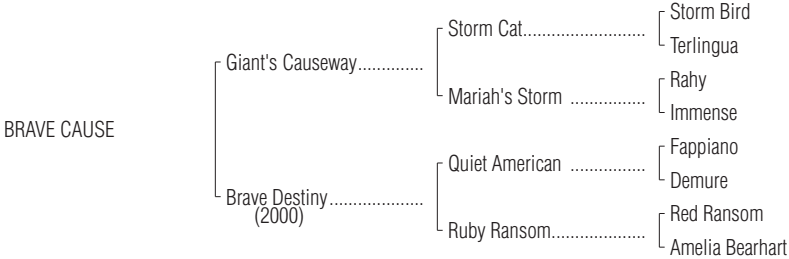 Storm Bird
Storm Cat..........................
Terlingua
Giant's Causeway..............
Rahy
Mariah's Storm ................
Immense
BRAVE CAUSE
Fappiano
Quiet American ................
Demure
Brave Destiny....................
(2000)
Red Ransom
Ruby Ransom....................
Amelia Bearhart